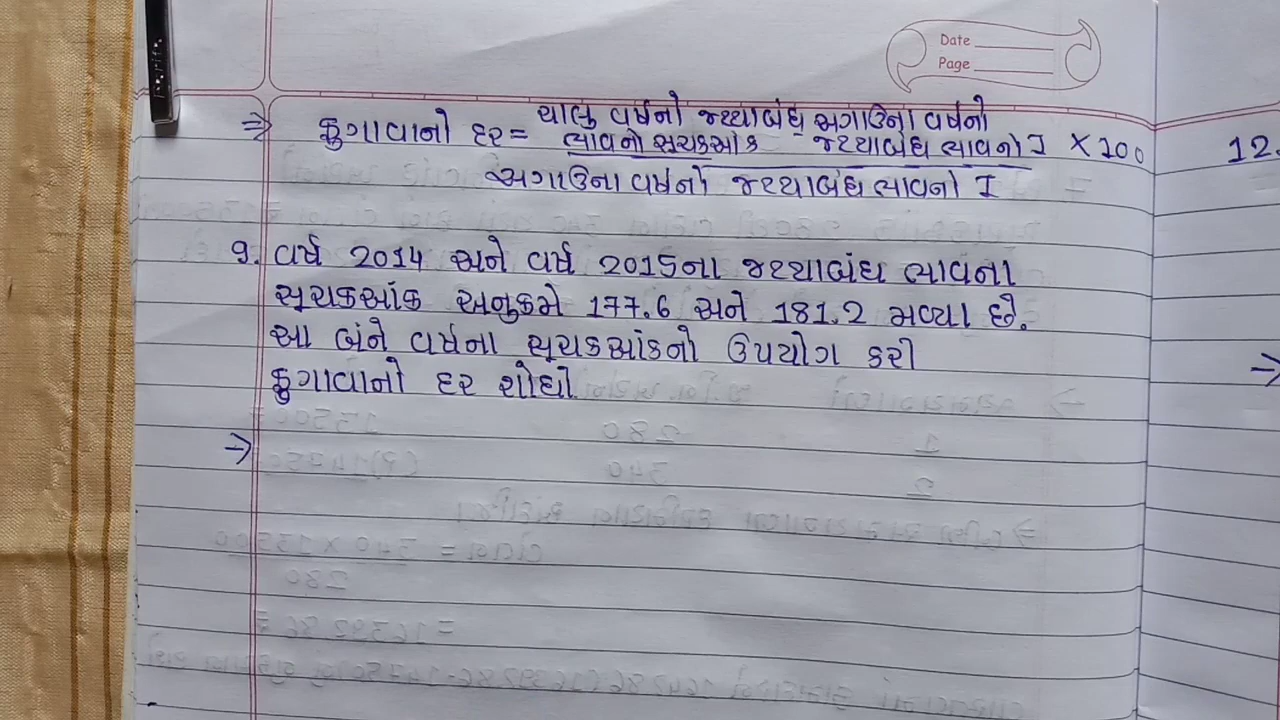 Date
Page
⇒ ફુગાવાનો દર = ચાલુ વર્ષનો જથ્થાબંધ અગાઉના વર્ષનો
ભાવનો સૂચકઆંક જથ્થાબંધ ભાવનો I × 100
અગાઉના વર્ષનો જથ્થાબંધ ભાવનો I
12.
9. વર્ષ 2014 અને વર્ષ 2015ના જથ્થાબંધ ભાવના
સૂચકઆંક અનુક્રમે 177.6 અને 181.2 મળ્યા છે.
આ બંને વર્ષના સૂચકઆંકનો ઉપયોગ કરી
ફુગાવાનો દર શોધો
→
→